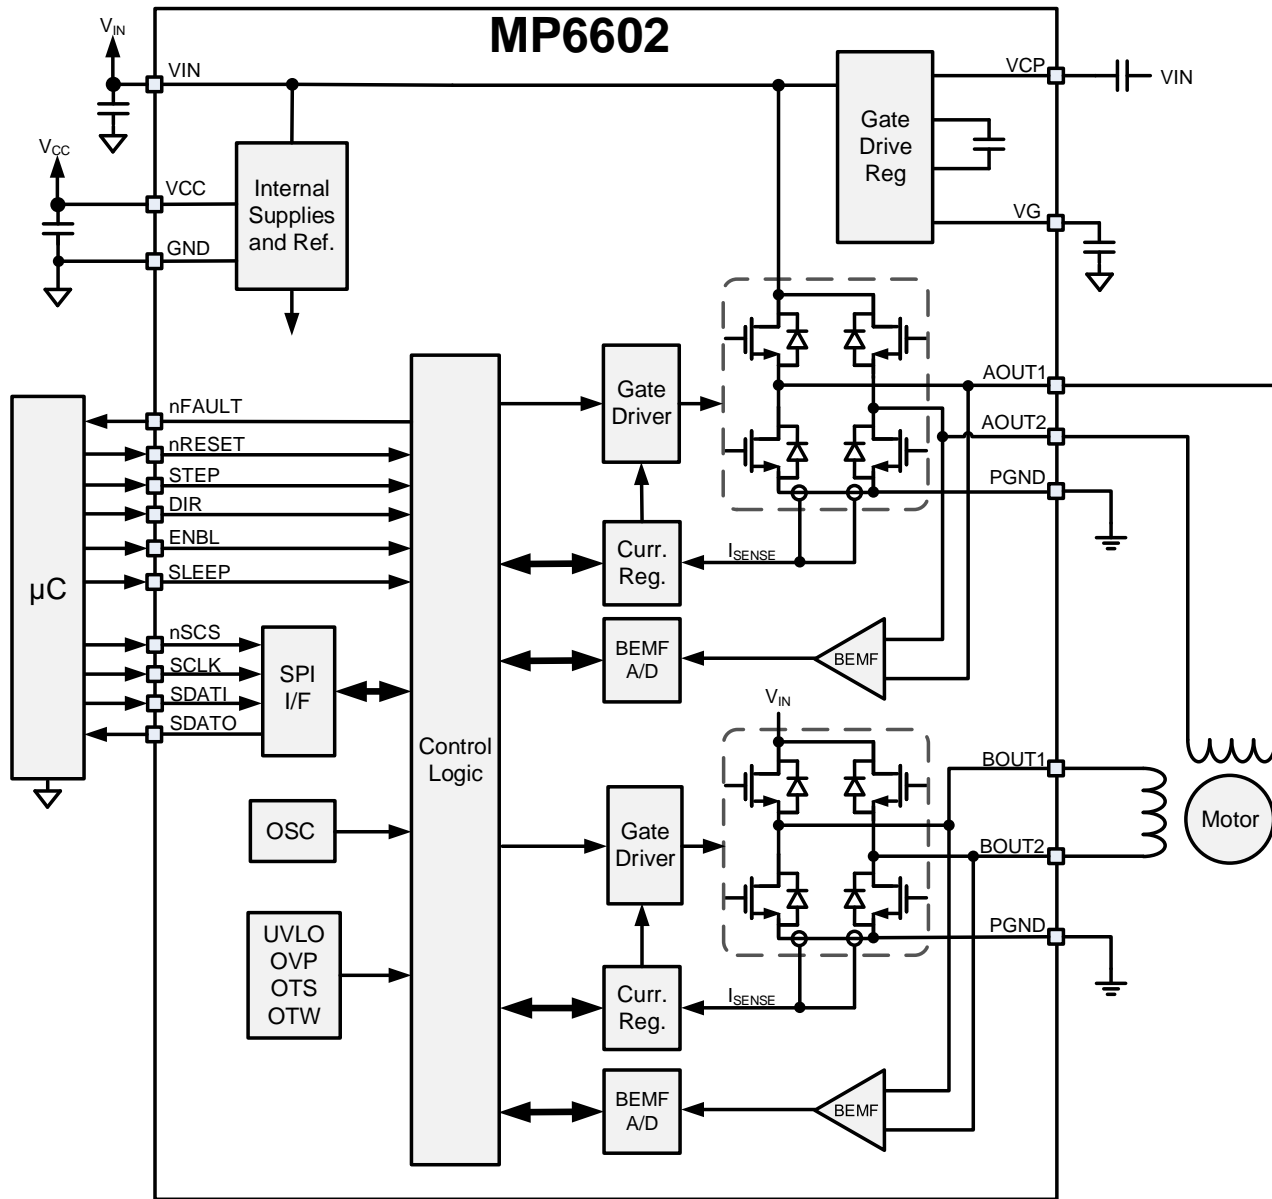 MP6602
VIN
VIN
VCP
VIN
Gate
Drive
Reg
VCC
VCC
Internal
Supplies
and Ref.
GND
VG
AOUT1
Gate
Driver
nFAULT
AOUT2
nRESET
STEP
PGND
DIR
ENBL
Curr.
Reg.
ISENSE
SLEEP
µC
nSCS
SPI
I/F
SCLK
SDATI
SDATO
BEMF
A/D
BEMF
VIN
Control
Logic
BOUT1
OSC
Gate
Driver
Motor
BOUT2
UVLO
OVP
OTS
OTW
PGND
Curr.
Reg.
ISENSE
BEMF
A/D
BEMF